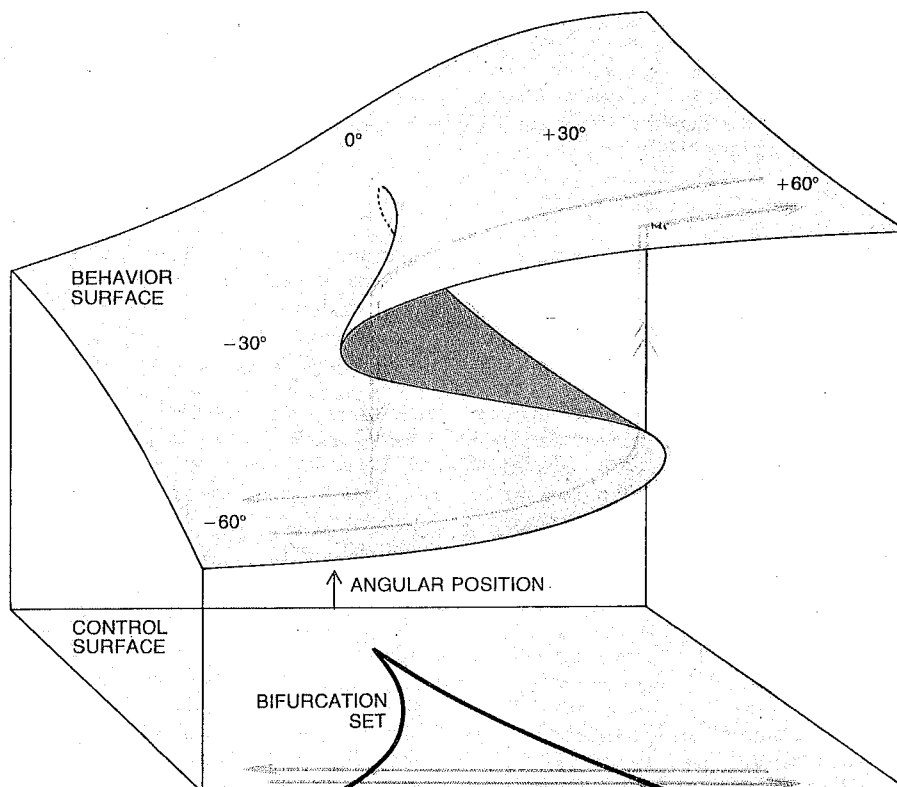 0°
+30°
+60°
BEHAVIOR
SURFACE
−30°
−60°
ANGULAR POSITION
CONTROL
SURFACE
BIFURCATION
SET